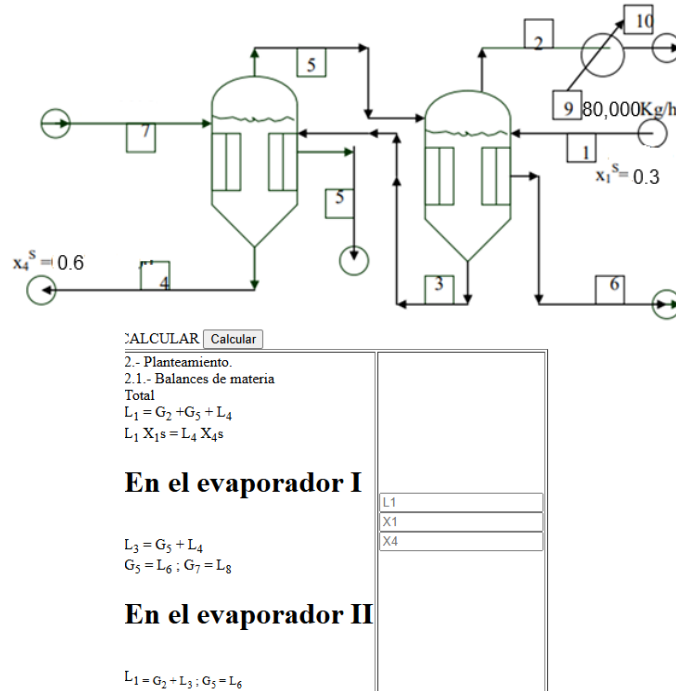 10
2
5
9 80,000Kg/h
7
1
x₁ˢ= 0.3
5
x₄ˢ = 0.6
4
3
6
CALCULAR Calcular
2.- Planteamiento.
2.1.- Balances de materia
Total
L₁ = G₂ +G₅ + L₄
L₁ X₁s = L₄ X₄s
En el evaporador I
L1
X1
X4
L₃ = G₅ + L₄
G₅ = L₆ ; G₇ = L₈
En el evaporador II
L₁ = G₂ + L₃ ; G₅ = L₆